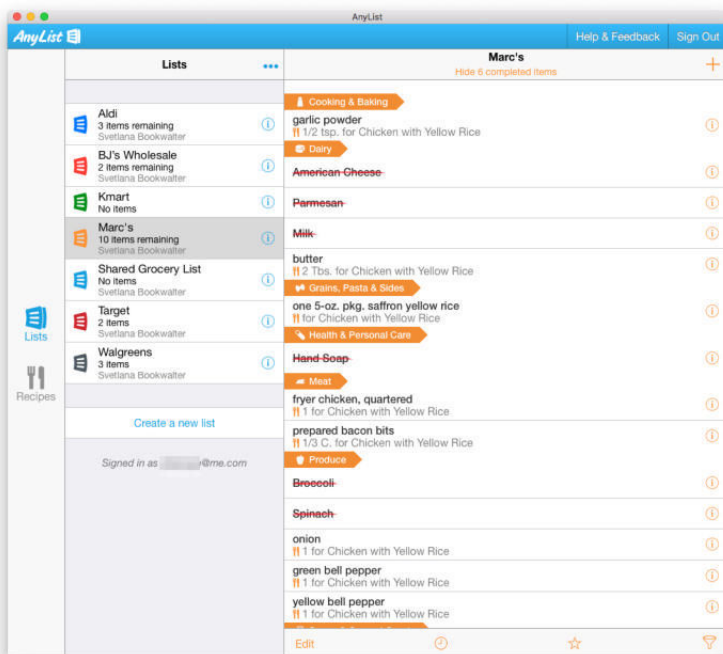 AnyList
AnyList
Help & Feedback
Sign Out
Lists
•••
Marc's
Hide 6 completed items
+
Lists
Recipes
Aldi
3 items remaining
Svetlana Bookwalter
BJ's Wholesale
2 items remaining
Svetlana Bookwalter
Kmart
No items
Marc's
10 items remaining
Svetlana Bookwalter
Shared Grocery List
No items
Svetlana Bookwalter
Target
2 items
Svetlana Bookwalter
Walgreens
3 items
Svetlana Bookwalter
Create a new list
Signed in as @me.com
Cooking & Baking
garlic powder
1/2 tsp. for Chicken with Yellow Rice
Dairy
American Cheese
Parmesan
Milk
butter
2 Tbs. for Chicken with Yellow Rice
Grains, Pasta & Sides
one 5-oz. pkg. saffron yellow rice
for Chicken with Yellow Rice
Health & Personal Care
Hand Soap
Meat
fryer chicken, quartered
1 for Chicken with Yellow Rice
prepared bacon bits
1/3 C. for Chicken with Yellow Rice
Produce
Broccoli
Spinach
onion
1 for Chicken with Yellow Rice
green bell pepper
1 for Chicken with Yellow Rice
yellow bell pepper
1 for Chicken with Yellow Rice
Edit